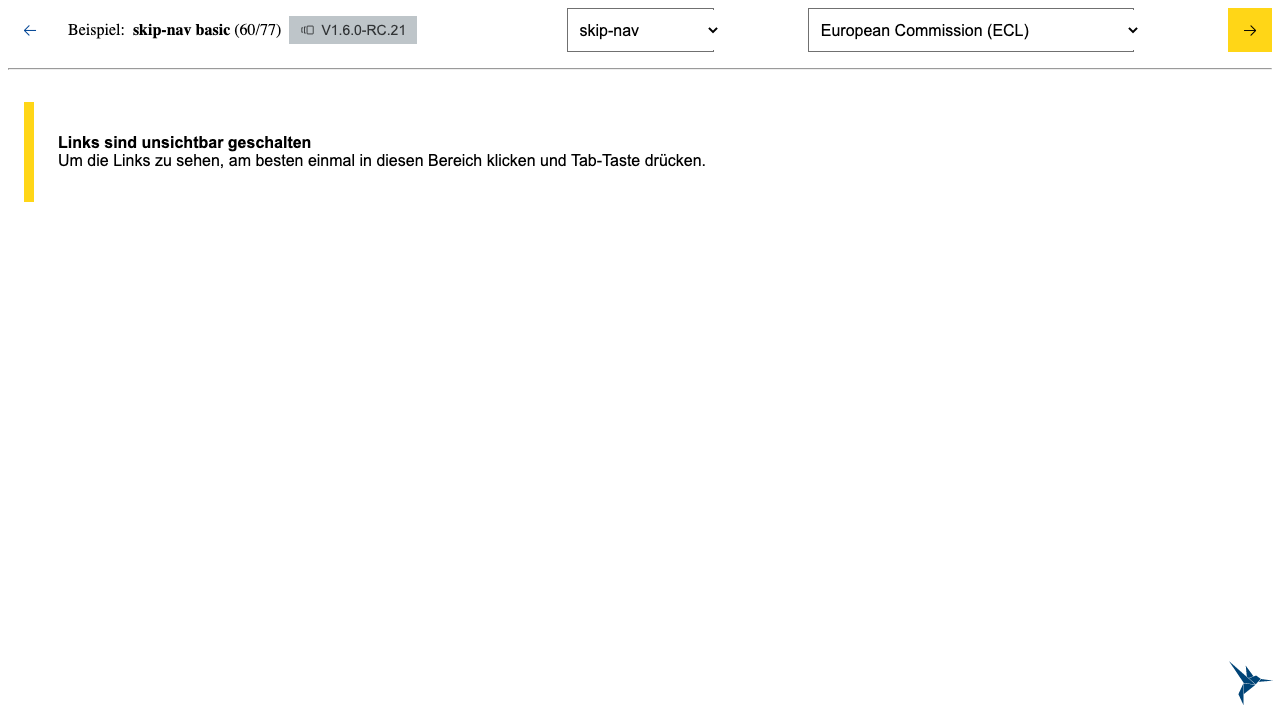 Beispiel: skip-nav basic (60/77) V1.6.0-RC.21 skip-nav European Commission (ECL)
Links sind unsichtbar geschalten
Um die Links zu sehen, am besten einmal in diesen Bereich klicken und Tab-Taste drücken.